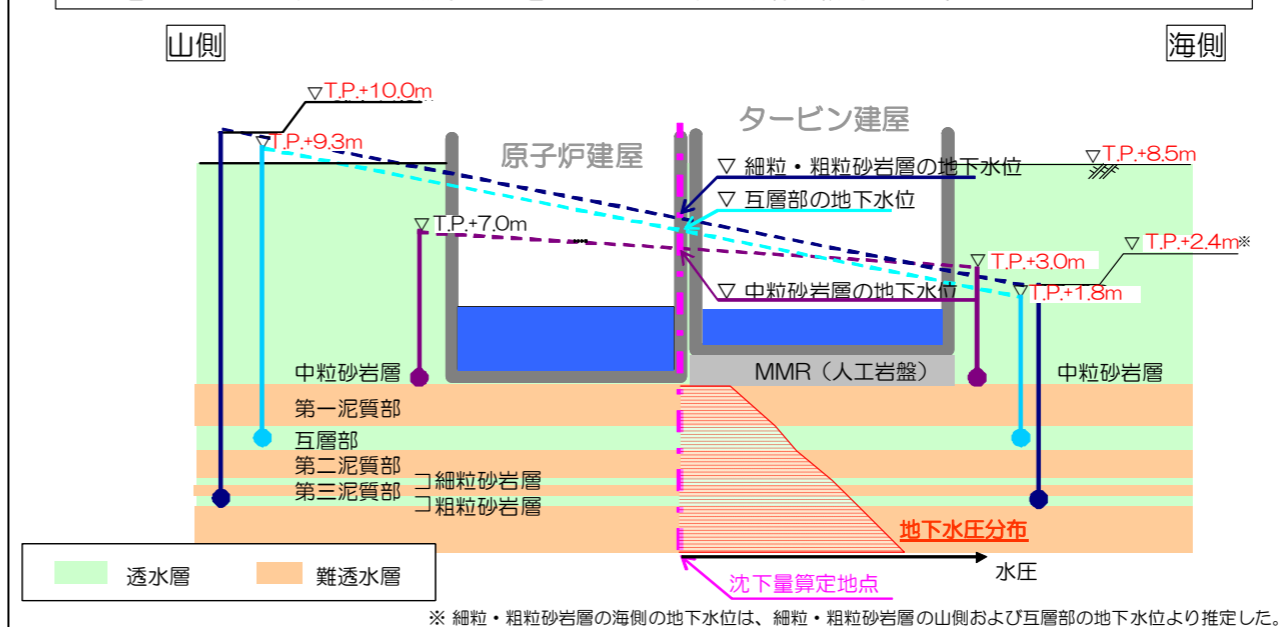 山側
海側
▽T.P.+10.0m
▽T.P.+9.3m
原子炉建屋
タービン建屋
▽T.P.+8.5m
▽ 細粒・粗粒砂岩層の地下水位
▽ 互層部の地下水位
▽T.P.+7.0m
▽ T.P.+2.4m※
▽T.P.+3.0m
▽ 中粒砂岩層の地下水位
▽T.P.+1.8m
中粒砂岩層
MMR(人工岩盤)
中粒砂岩層
第一泥質部
互層部
第二泥質部
コ細粒砂岩層
第三泥質部
コ粗粒砂岩層
地下水圧分布
水圧
透水層
難透水層
沈下量算定地点
※ 細粒・粗粒砂岩層の海側の地下水位は、細粒・粗粒砂岩層の山側および互層部の地下水位より推定した。